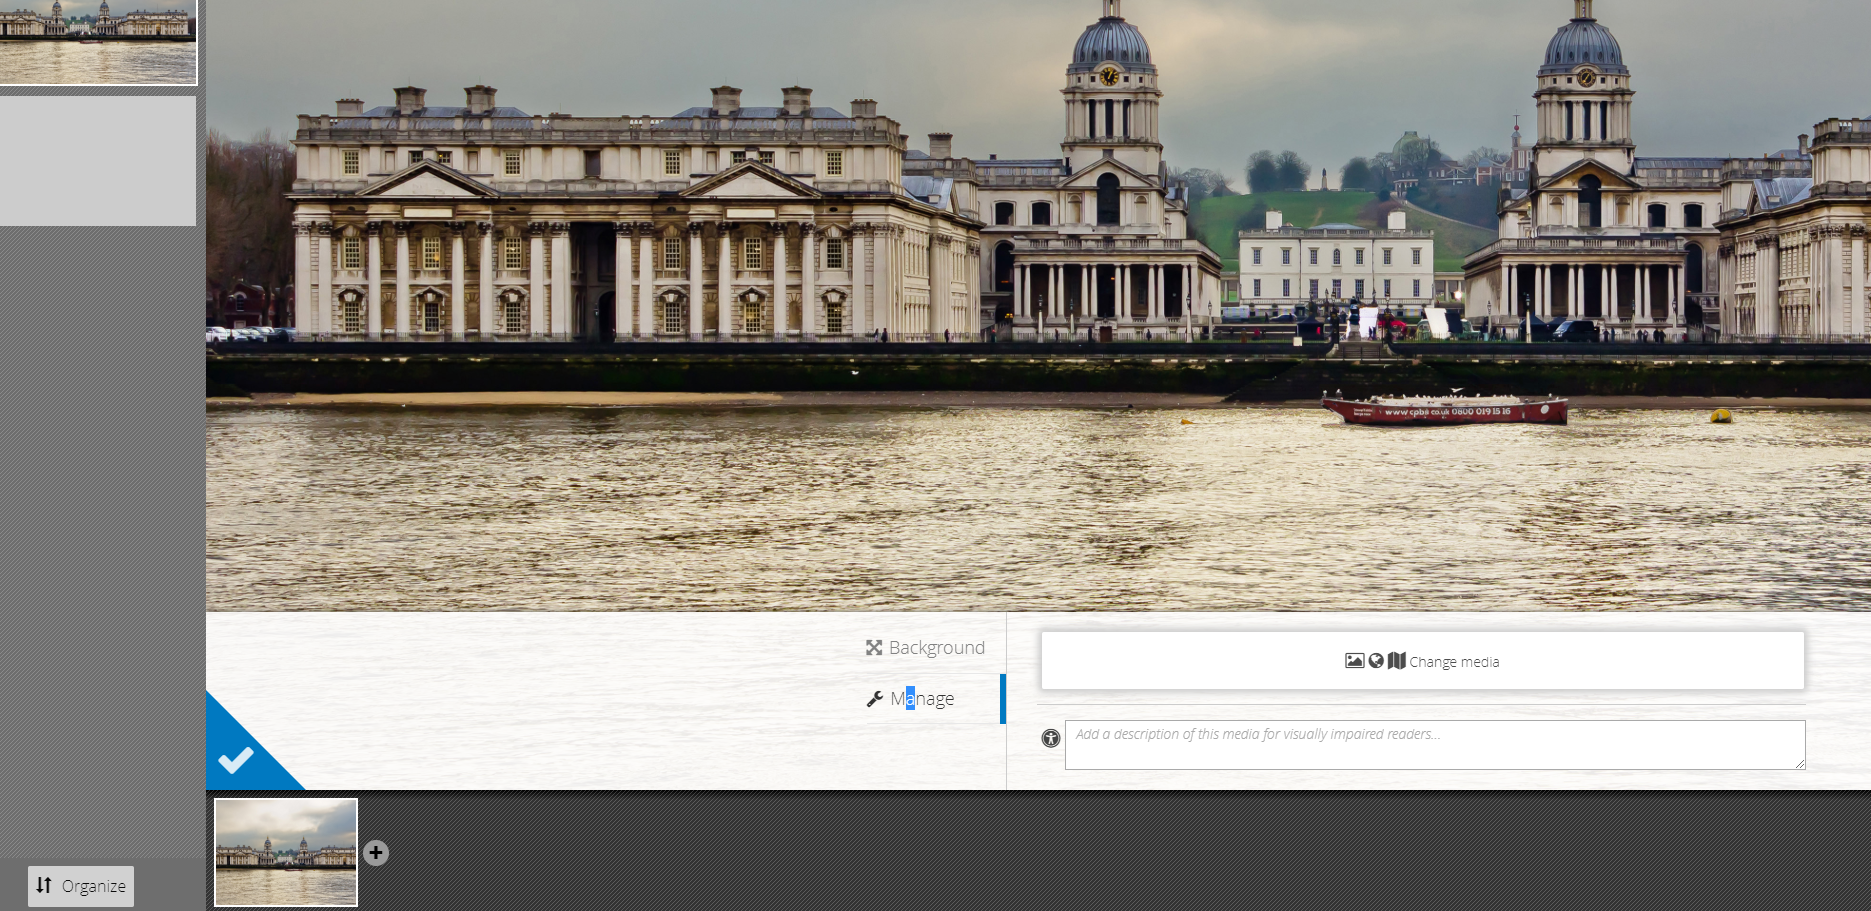 www.cpbs.co.uk 0800 019 15 16
Background
Manage
Change media
Add a description of this media for visually impaired readers...
Organize